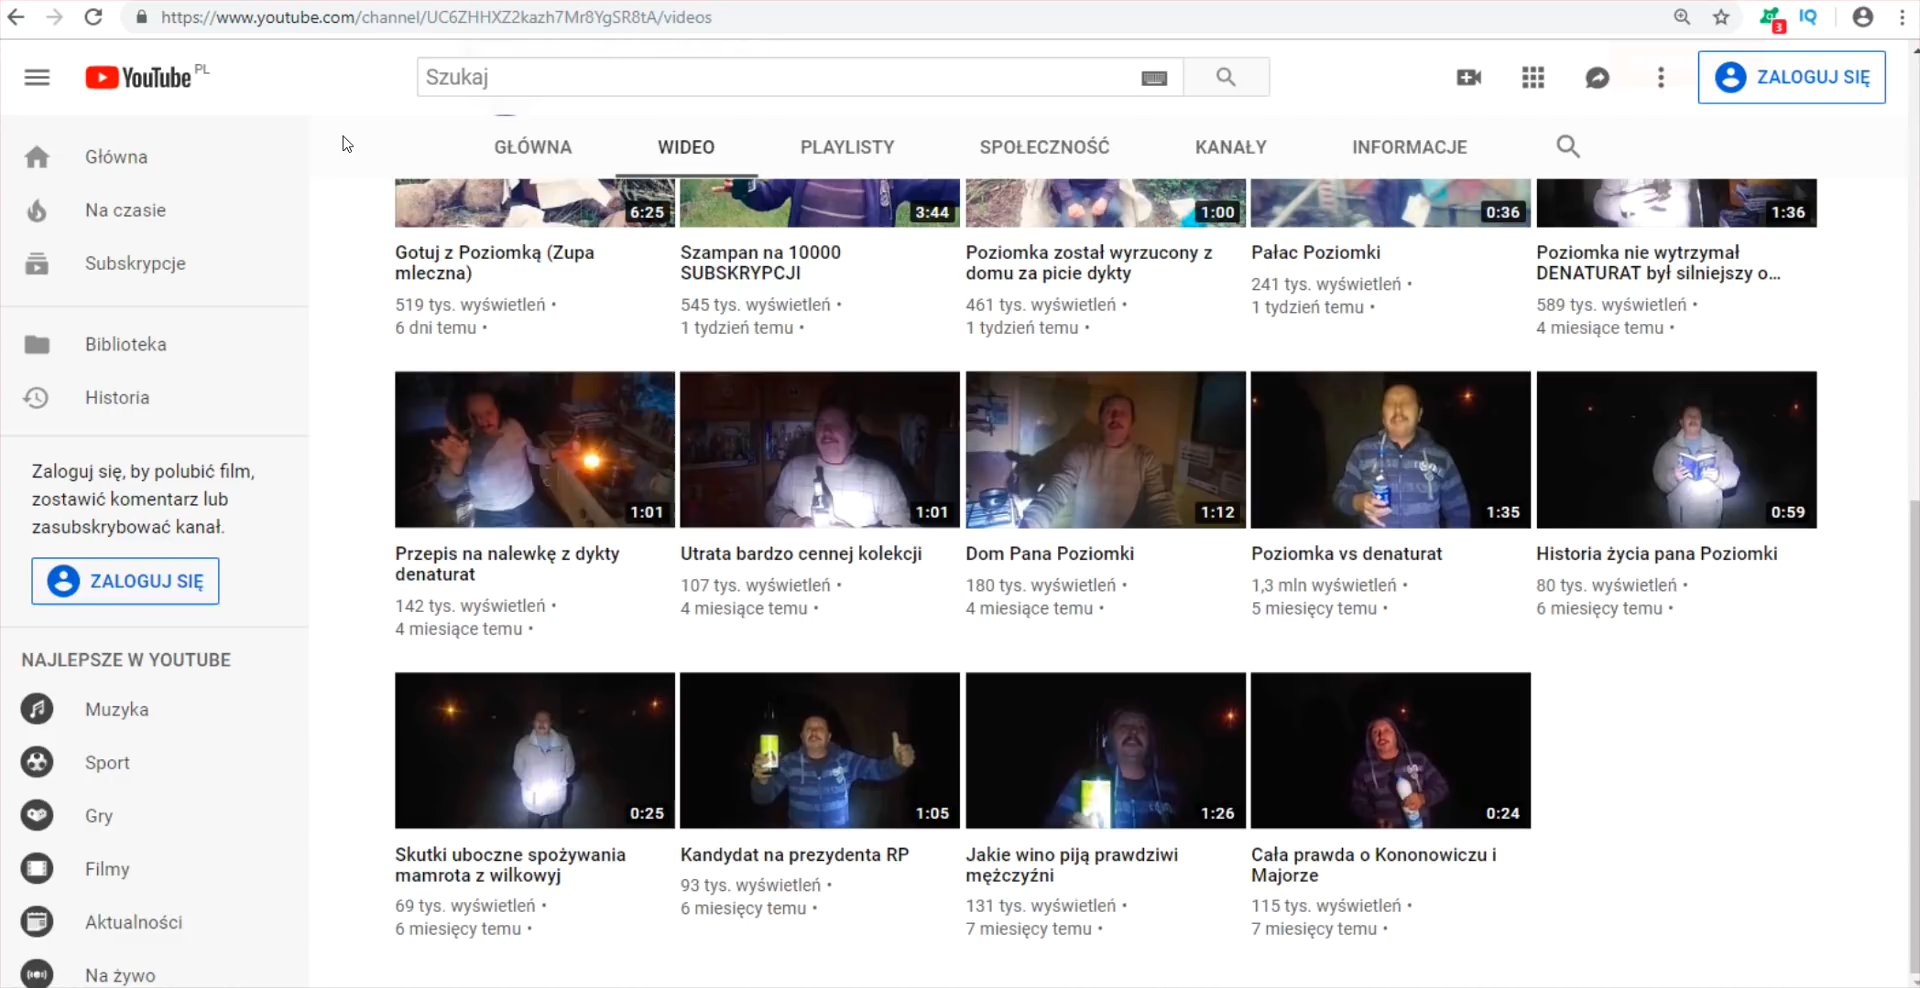 https://www.youtube.com/channel/UC6ZHHXZ2kazh7Mr8YgSR8tA/videos
3
IQ
YouTube PL
Szukaj
ZALOGUJ SIĘ
GŁÓWNA WIDEO PLAYLISTY SPOŁECZNOŚĆ KANAŁY INFORMACJE
Główna
Na czasie
Subskrypcje
Biblioteka
Historia
Zaloguj się, by polubić film,
zostawić komentarz lub
zasubskrybować kanał.
ZALOGUJ SIĘ
NAJLEPSZE W YOUTUBE
Muzyka
Sport
Gry
Filmy
Aktualności
Na żywo
6:25
Gotuj z Poziomką (Zupa
mleczna)
519 tys. wyświetleń •
6 dni temu •
3:44
Szampan na 10000
SUBSKRYPCJI
545 tys. wyświetleń •
1 tydzień temu •
1:00
Poziomka został wyrzucony z
domu za picie dykty
461 tys. wyświetleń •
1 tydzień temu •
0:36
Pałac Poziomki
241 tys. wyświetleń •
1 tydzień temu •
1:36
Poziomka nie wytrzymał
DENATURAT był silniejszy o...
589 tys. wyświetleń •
4 miesiące temu •
1:01
Przepis na nalewkę z dykty
denaturat
142 tys. wyświetleń •
4 miesiące temu •
1:01
Utrata bardzo cennej kolekcji
107 tys. wyświetleń •
4 miesiące temu •
1:12
Dom Pana Poziomki
180 tys. wyświetleń •
4 miesiące temu •
1:35
Poziomka vs denaturat
1,3 mln wyświetleń •
5 miesięcy temu •
0:59
Historia życia pana Poziomki
80 tys. wyświetleń •
6 miesięcy temu •
0:25
Skutki uboczne spożywania
mamrota z wilkowyj
69 tys. wyświetleń •
6 miesięcy temu •
1:05
Kandydat na prezydenta RP
93 tys. wyświetleń •
6 miesięcy temu •
1:26
Jakie wino piją prawdziwi
mężczyźni
131 tys. wyświetleń •
7 miesięcy temu •
0:24
Cała prawda o Kononowiczu i
Majorze
115 tys. wyświetleń •
7 miesięcy temu •